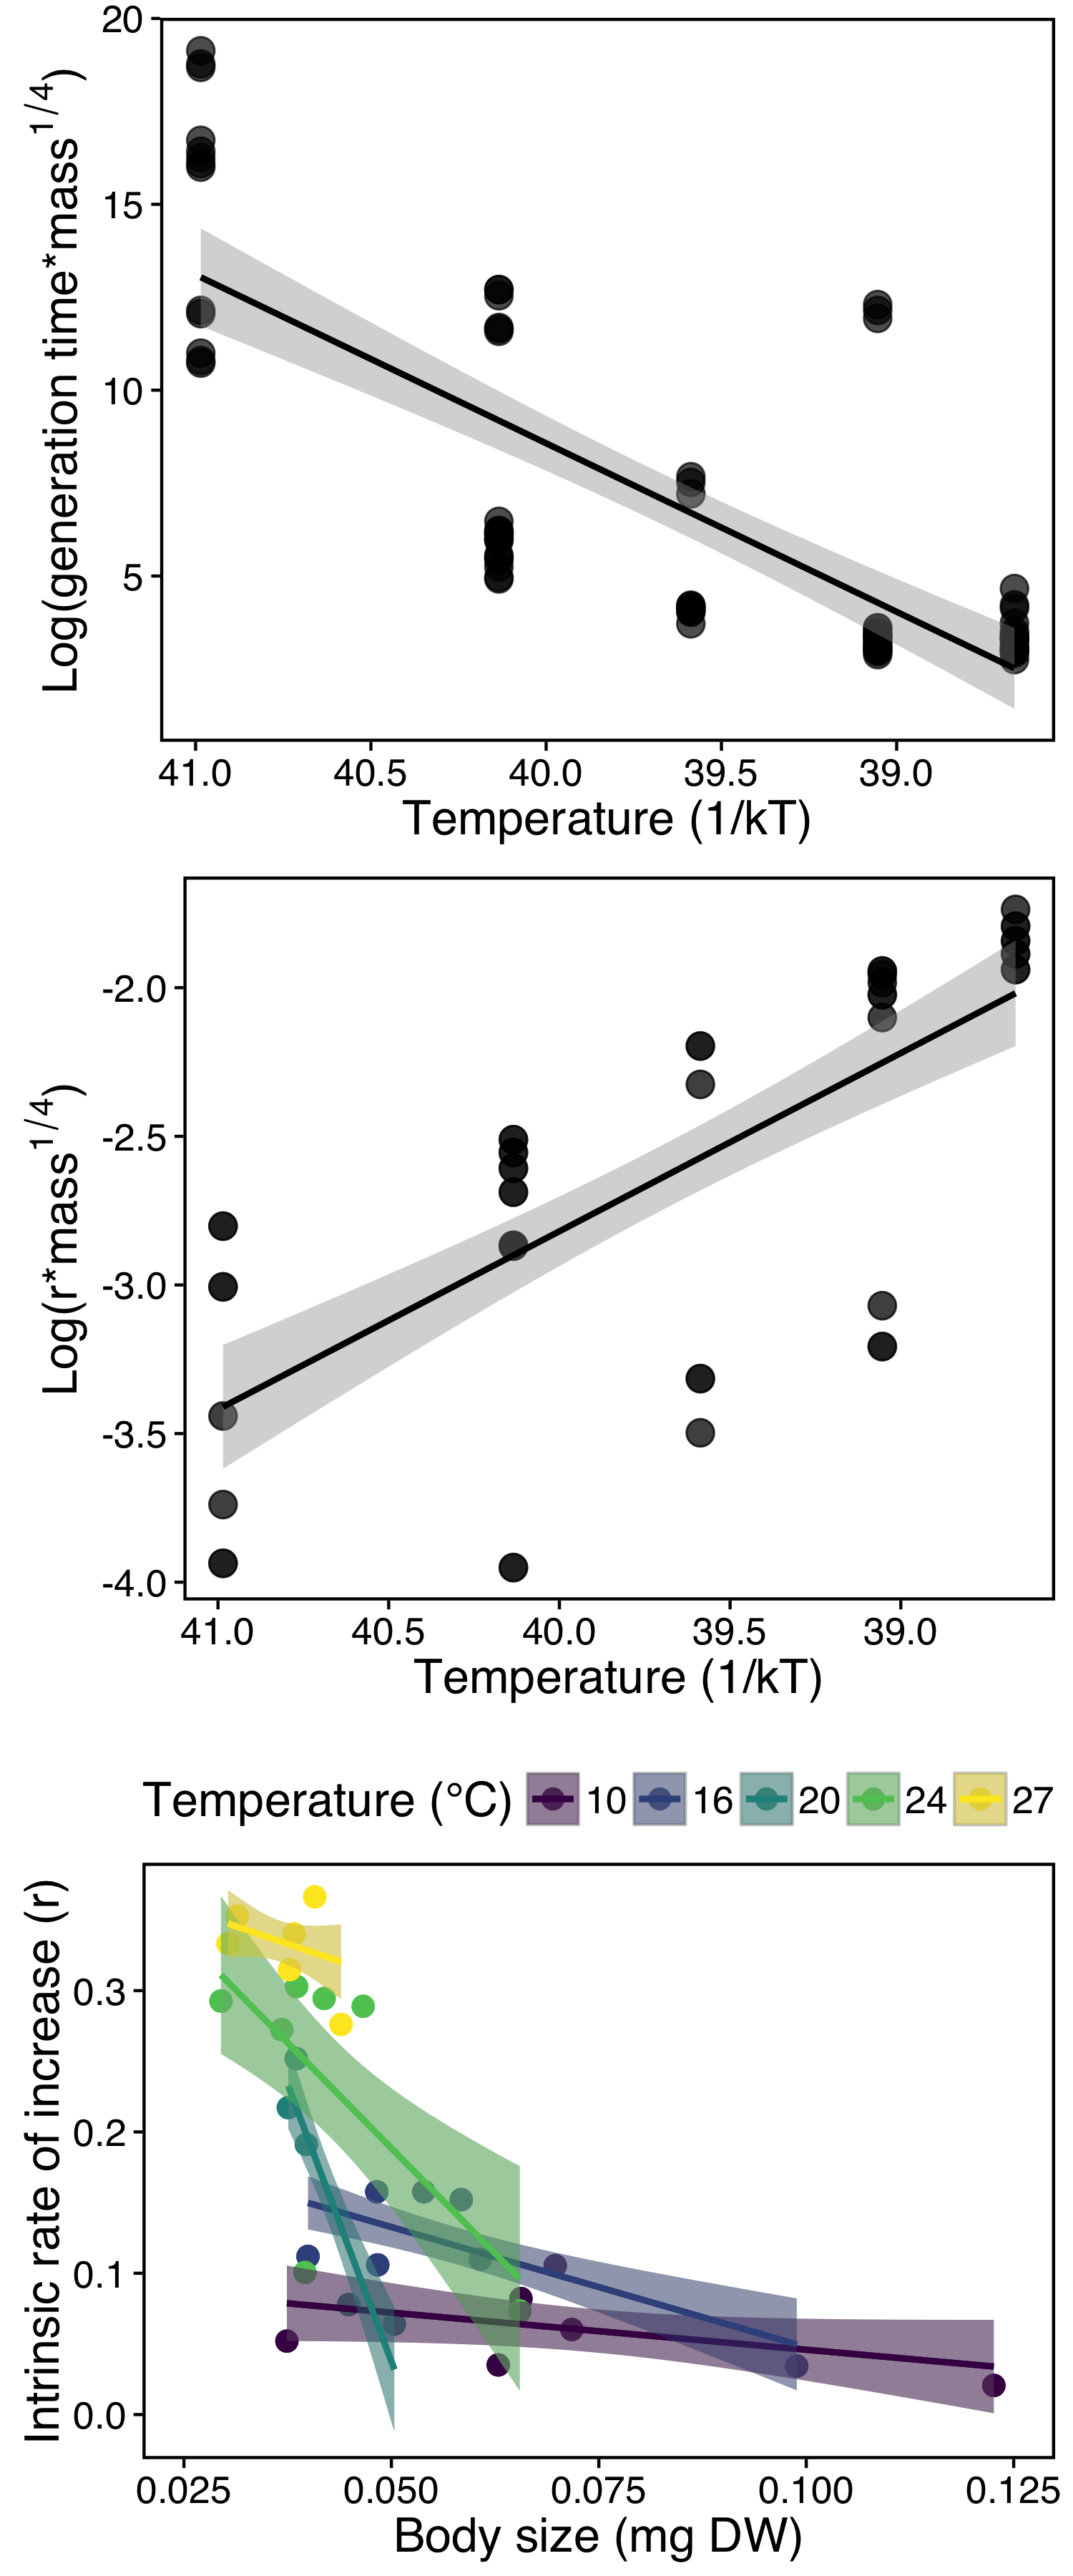 Log(generation time*mass^1/4)
20
15
10
5
41.0 40.5 40.0 39.5 39.0
Temperature (1/kT)
Log(r*mass^1/4)
-2.0
-2.5
-3.0
-3.5
-4.0
41.0 40.5 40.0 39.5 39.0
Temperature (1/kT)
Temperature (°C) 10 16 20 24 27
Intrinsic rate of increase (r)
0.3
0.2
0.1
0.0
0.025 0.050 0.075 0.100 0.125
Body size (mg DW)